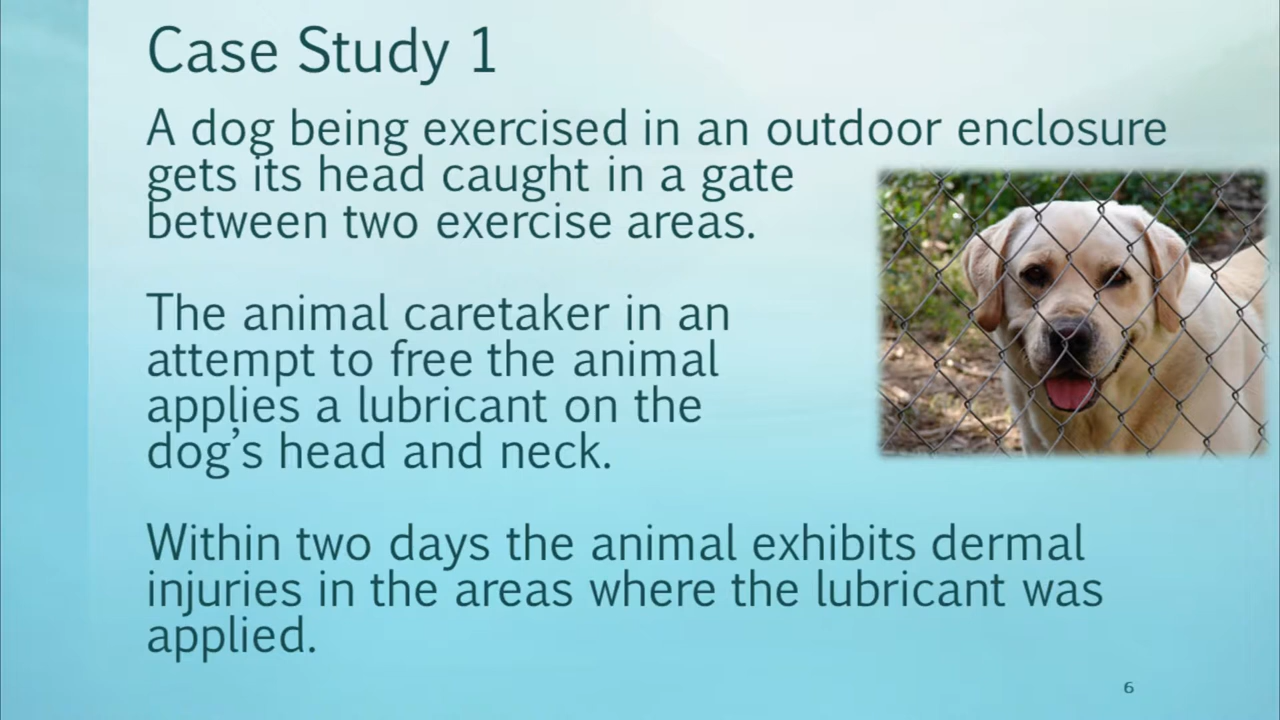 Case Study 1
A dog being exercised in an outdoor enclosure
gets its head caught in a gate
between two exercise areas.
The animal caretaker in an
attempt to free the animal
applies a lubricant on the
dog’s head and neck.
Within two days the animal exhibits dermal
injuries in the areas where the lubricant was
applied.
6